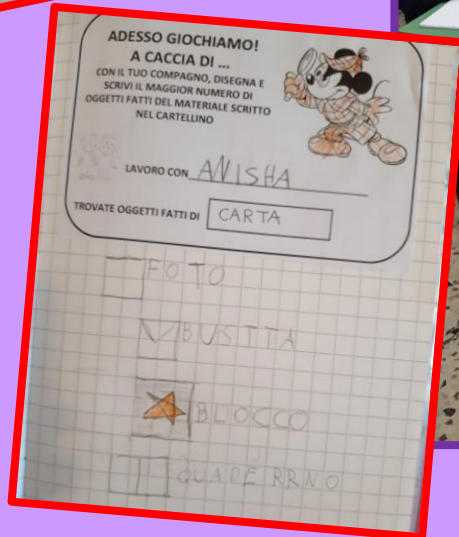 ADESSO GIOCHIAMO!
A CACCIA DI ...
CON IL TUO COMPAGNO, DISEGNA E
SCRIVI IL MAGGIOR NUMERO DI
OGGETTI FATTI DEL MATERIALE SCRITTO
NEL CARTELLINO
LAVORO CON ANISHA
TROVATE OGGETTI FATTI DI CARTA
FOTO
BUSTTA
BLOCCO
QUADERRNO